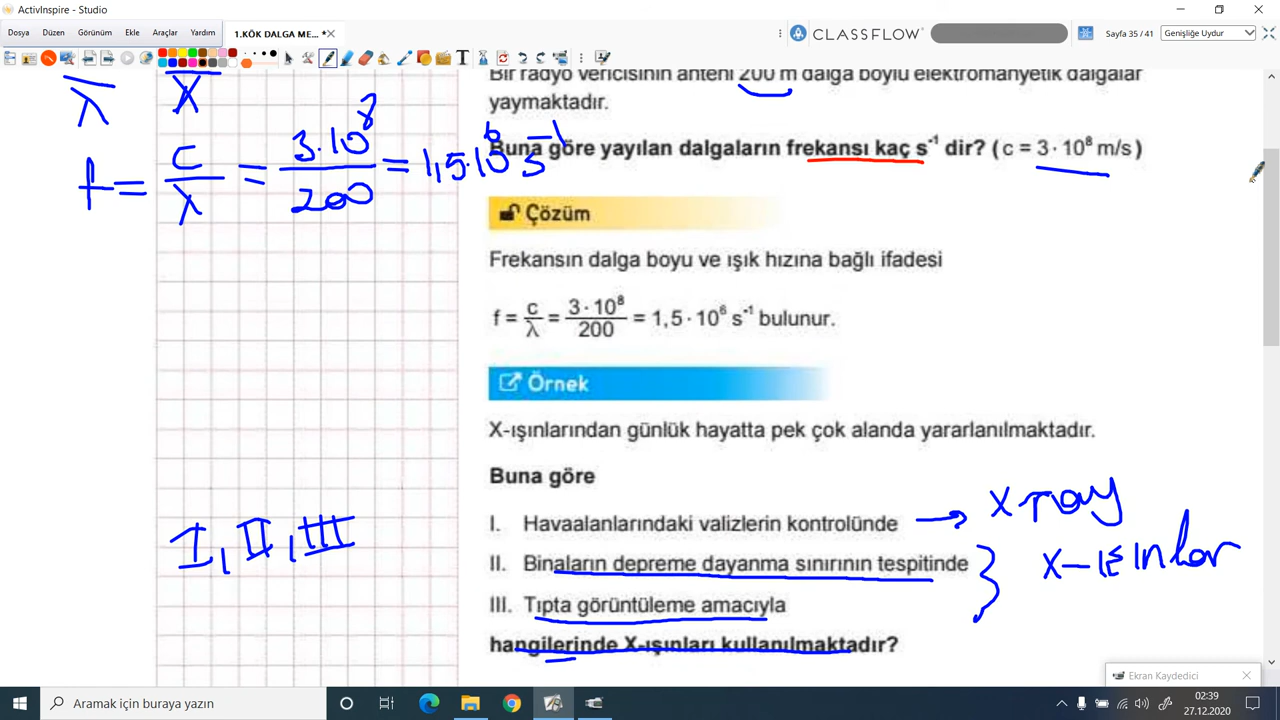 ActivInspire - Studio
Dosya Düzen Görünüm Ekle Araçlar Yardım
1.KÖK DALGA ME...*
CLASSFLOW
Sayfa 35 / 41
Genişliğe Uydur
Bir radyo vericisinin anteni 200 m dalga boylu elektromanyetik dalgalar
yaymaktadır.
Buna göre yayılan dalgaların frekansı kaç s⁻¹ dir? ( c = 3 · 10⁸ m/s )
λ λ
f = c/λ = 3.10⁸/200 = 1,5.10⁶ s⁻¹
Çözüm
Frekansın dalga boyu ve ışık hızına bağlı ifadesi
f = c/λ = 3 · 10⁸/200 = 1,5 · 10⁶ s⁻¹ bulunur.
Örnek
X-ışınlarından günlük hayatta pek çok alanda yararlanılmaktadır.
Buna göre
I. Havaalanlarındaki valizlerin kontrolünde → x-ray
II. Binaların depreme dayanma sınırının tespitinde
x-ışınları
I, II, III
III. Tıpta görüntüleme amacıyla
hangilerinde X-ışınları kullanılmaktadır?
Ekran Kaydedici
Aramak için buraya yazın
02:39
27.12.2020